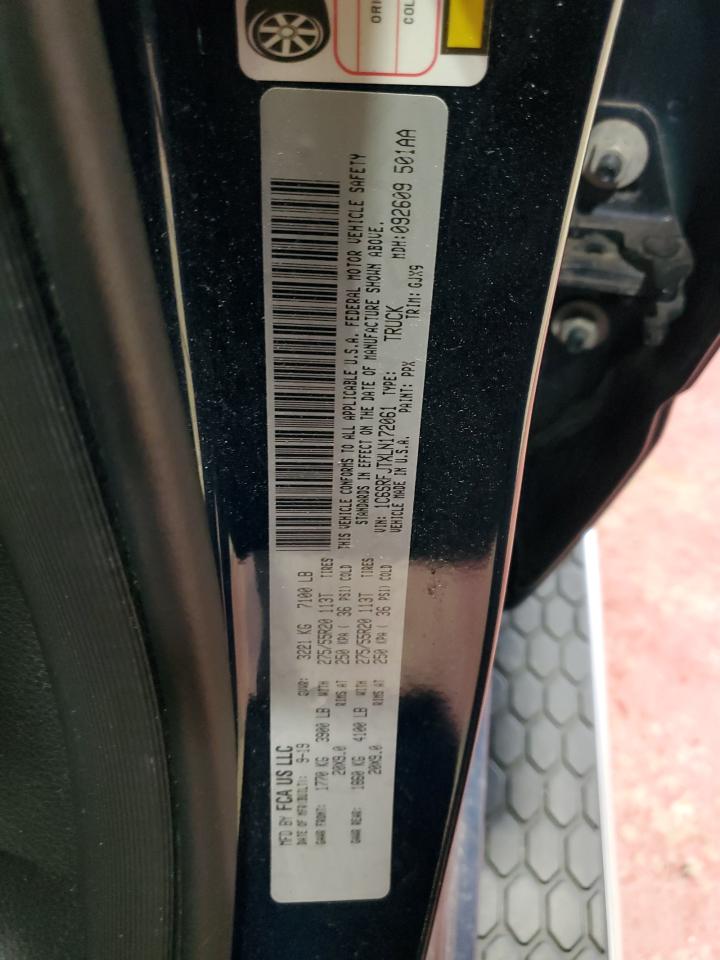 ORI
COL
MFD BY FCA US LLC
DATE OF MFR(BUILT): 9-19 GVWR: 3221 KG 7100 LB
GAWR FRONT: 1770 KG 3900 LB WITH 275/55R20 113T TIRES
20X9.0 RIMS AT 250 KPA ( 36 PSI) COLD
GAWR REAR: 1860 KG 4100 LB WITH 275/55R20 113T TIRES
20X9.0 RIMS AT 250 KPA ( 36 PSI) COLD
THIS VEHICLE CONFORMS TO ALL APPLICABLE U.S.A. FEDERAL MOTOR VEHICLE SAFETY
STANDARDS IN EFFECT ON THE DATE OF MANUFACTURE SHOWN ABOVE.
VIN: 1C6SRFJTXLN172061 TYPE: TRUCK MDH:092609 501AA
VEHICLE MADE IN U.S.A. PAINT: PPX TRIM: GJX9